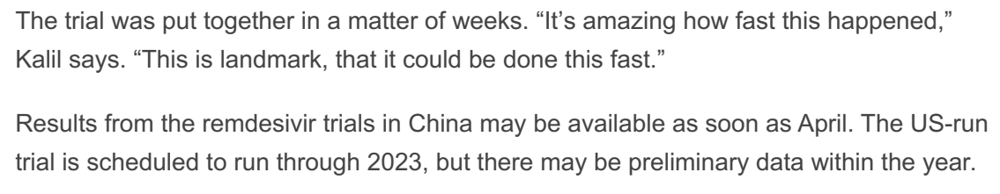 The trial was put together in a matter of weeks. “It’s amazing how fast this happened,”
Kalil says. “This is landmark, that it could be done this fast.”
Results from the remdesivir trials in China may be available as soon as April. The US-run
trial is scheduled to run through 2023, but there may be preliminary data within the year.